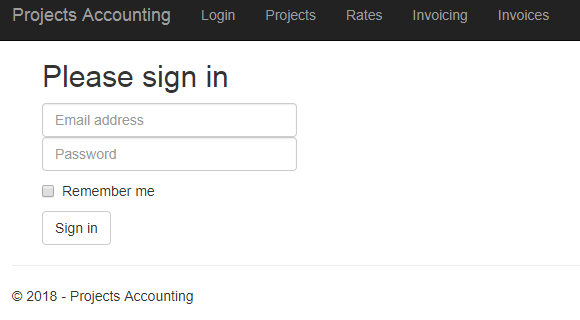 Projects Accounting Login Projects Rates Invoicing Invoices
Please sign in
Email address
Password
Remember me
Sign in
© 2018 - Projects Accounting